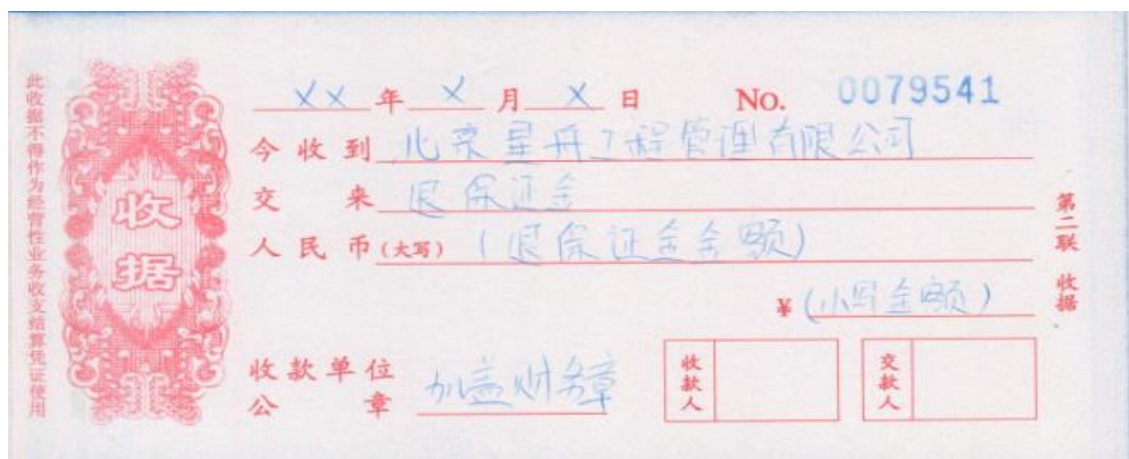 此收据不得作为经营性业务收支结算凭证使用
收据
XX 年 X 月 X 日 No. 0079541
今收到 北京星舟工程管理有限公司
交来 退保证金
人民币(大写) (退保证金金额)
¥ (小写金额)
收款单位公章 加盖财务章
收款人
交款人
第二联 收据